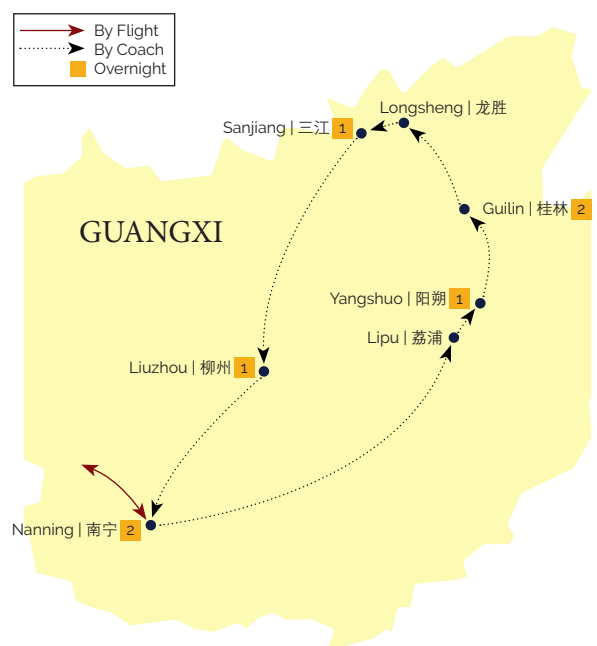 By Flight
By Coach
Overnight
Longsheng | 龙胜
Sanjiang | 三江 1
Guilin | 桂林 2
GUANGXI
Yangshuo | 阳朔 1
Lipu | 荔浦
Liuzhou | 柳州 1
Nanning | 南宁 2